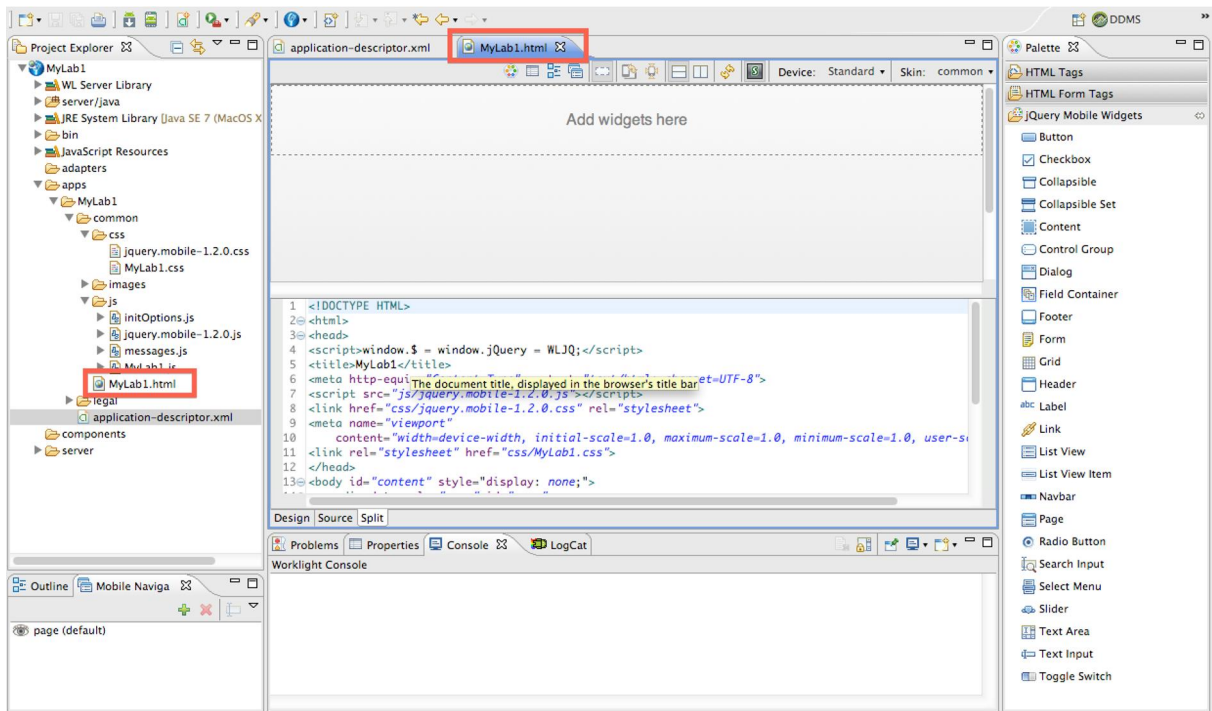 DDMS
»
Project Explorer
MyLab1
WL Server Library
server/java
JRE System Library [Java SE 7 (MacOS X
bin
JavaScript Resources
adapters
apps
MyLab1
common
css
jquery.mobile-1.2.0.css
MyLab1.css
images
js
initOptions.js
jquery.mobile-1.2.0.js
messages.js
MyLab1.js
MyLab1.html
legal
application-descriptor.xml
components
server
Outline Mobile Naviga
page (default)
application-descriptor.xml MyLab1.html
Device: Standard Skin: common
Add widgets here
1 <!DOCTYPE HTML>
2 <html>
3 <head>
4 <script>window.$ = window.jQuery = WLJQ;</script>
5 <title>MyLab1</title>
6 <meta http-equi et=UTF-8">
The document title, displayed in the browser's title bar
7 <script src="js/jquery.mobile-1.2.0.js"></script>
8 <link href="css/jquery.mobile-1.2.0.css" rel="stylesheet">
9 <meta name="viewport"
10 content="width=device-width, initial-scale=1.0, maximum-scale=1.0, minimum-scale=1.0, user-s
11 <link rel="stylesheet" href="css/MyLab1.css">
12 </head>
13 <body id="content" style="display: none;">
Design Source Split
Problems Properties Console LogCat
Worklight Console
Palette
HTML Tags
HTML Form Tags
jQuery Mobile Widgets
Button
Checkbox
Collapsible
Collapsible Set
Content
Control Group
Dialog
Field Container
Footer
Form
Grid
Header
abc Label
Link
List View
List View Item
Navbar
Page
Radio Button
Search Input
Select Menu
Slider
Text Area
Text Input
Toggle Switch